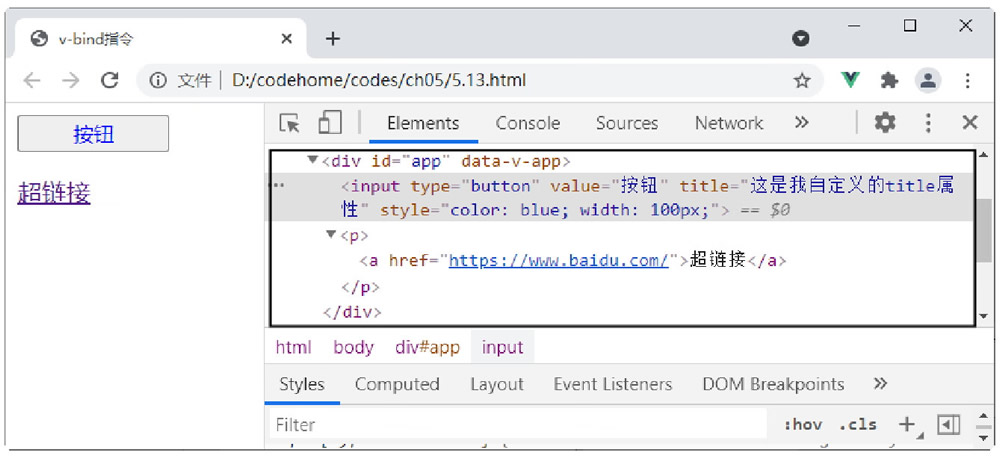 v-bind指令
文件 D:/codehome/codes/ch05/5.13.html
按钮
超链接
Elements Console Sources Network »
<div id="app" data-v-app>
<input type="button" value="按钮" title="这是我自定义的title属
性" style="color: blue; width: 100px;"> == $0
<p>
<a href="https://www.baidu.com/">超链接</a>
</p>
</div>
html body div#app input
Styles Computed Layout Event Listeners DOM Breakpoints »
Filter :hov .cls